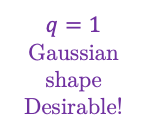 q = 1
Gaussian
shape
Desirable!